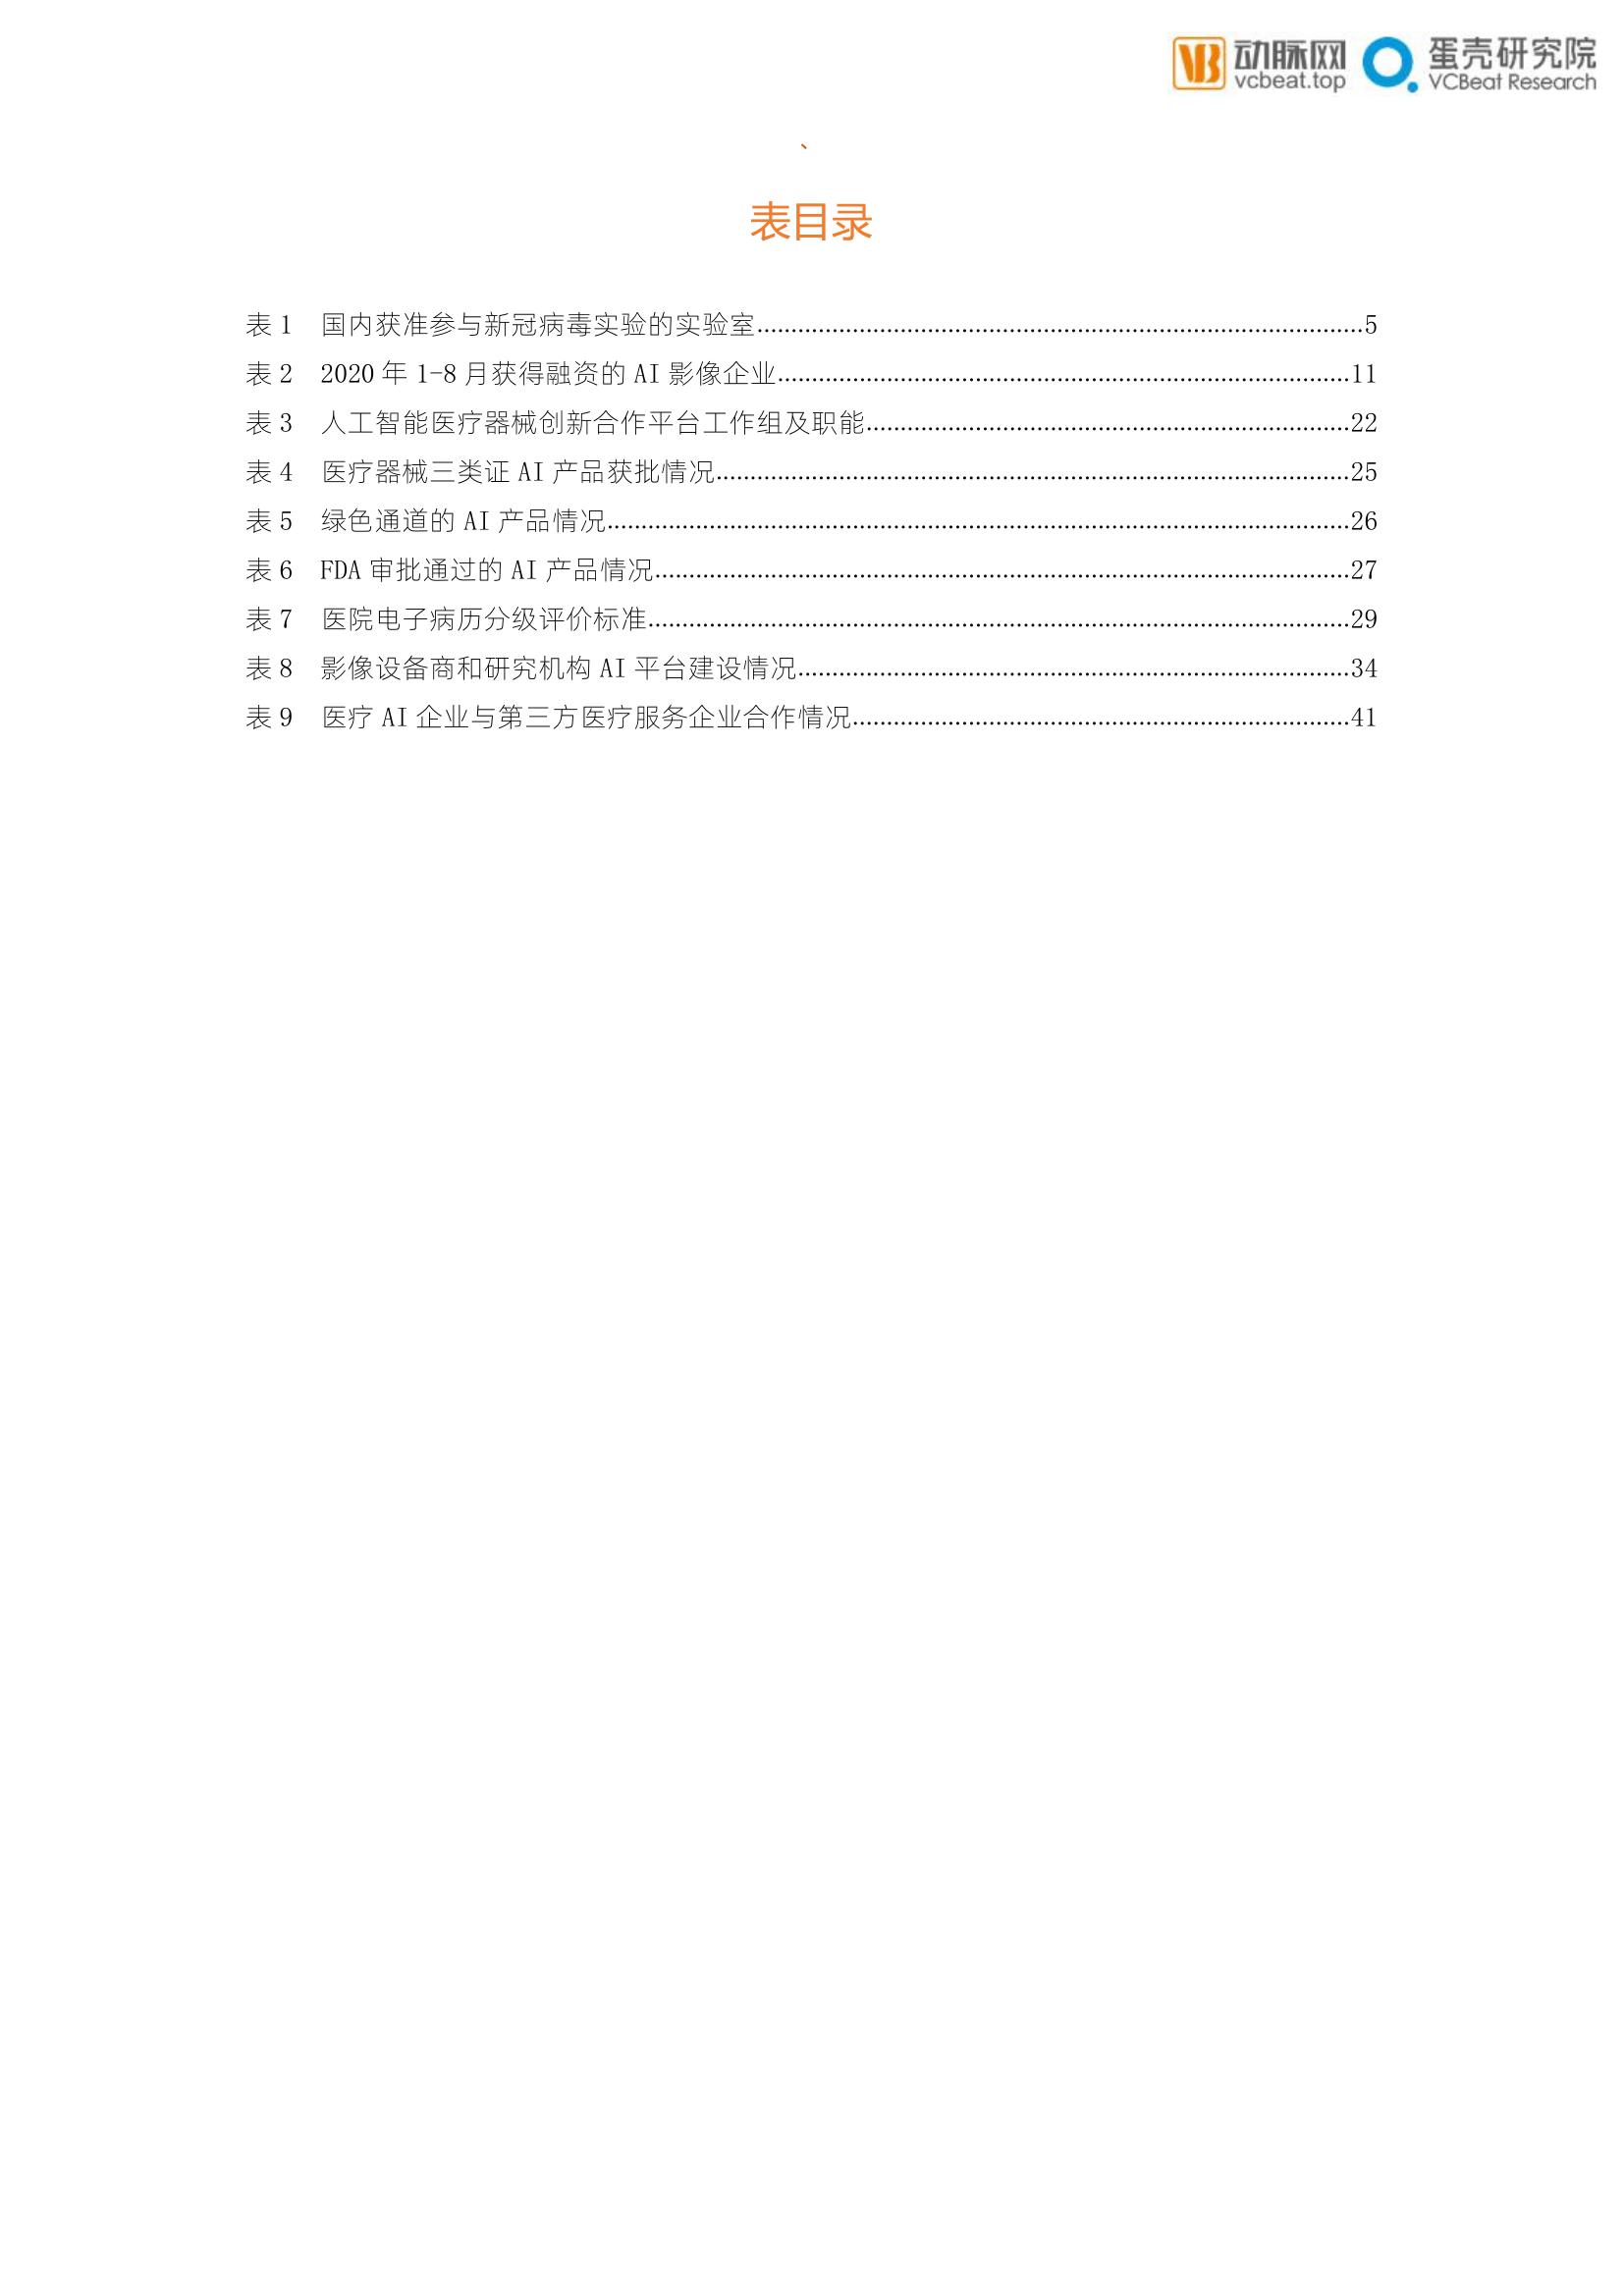 动脉网
vcbeat.top
蛋壳研究院
VCBeat Research
、
表目录
表 1 国内获准参与新冠病毒实验的实验室........................................5
表 2 2020 年 1-8 月获得融资的 AI 影像企业........................................11
表 3 人工智能医疗器械创新合作平台工作组及职能........................................22
表 4 医疗器械三类证 AI 产品获批情况........................................25
表 5 绿色通道的 AI 产品情况........................................26
表 6 FDA 审批通过的 AI 产品情况........................................27
表 7 医院电子病历分级评价标准........................................29
表 8 影像设备商和研究机构 AI 平台建设情况........................................34
表 9 医疗 AI 企业与第三方医疗服务企业合作情况........................................41